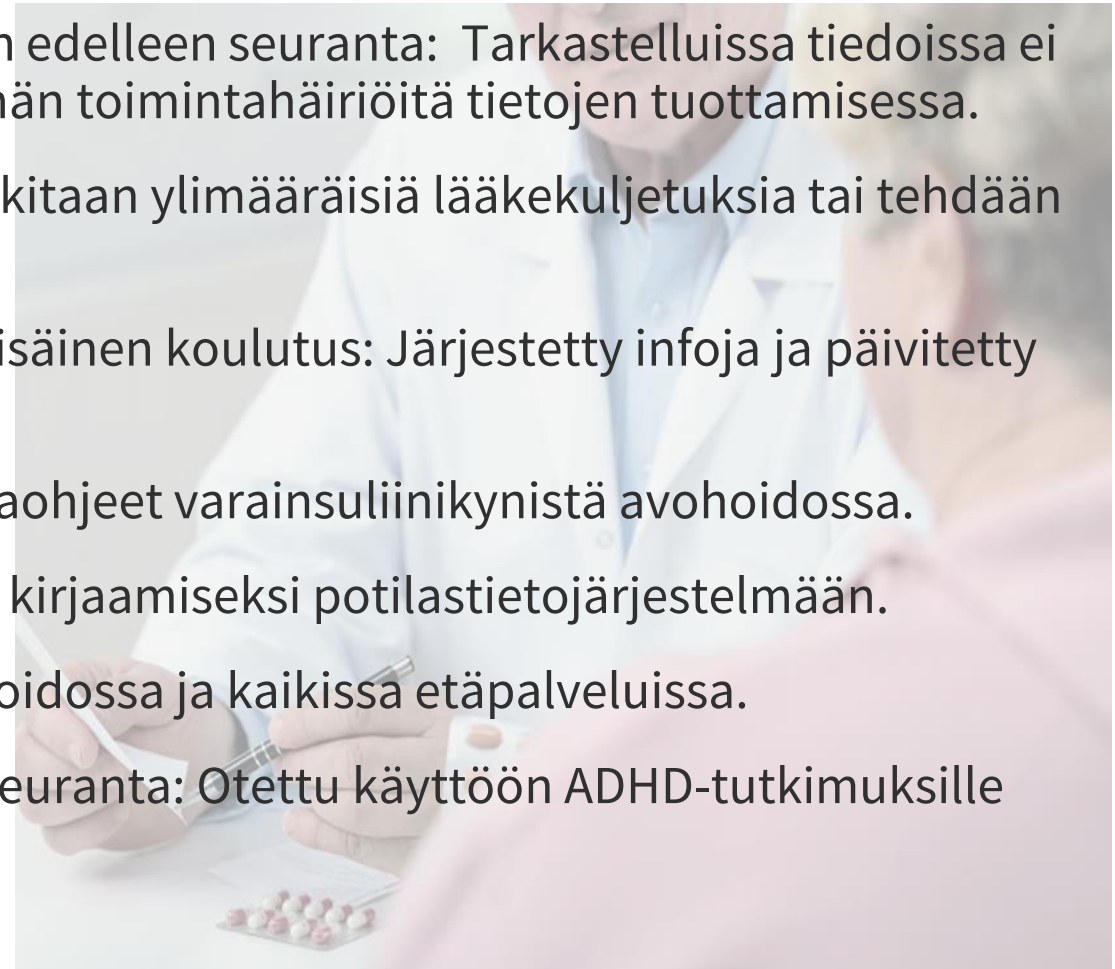 n edelleen seuranta: Tarkastelluissa tiedoissa ei
hän toimintahäiriöitä tietojen tuottamisessa.
kitaan ylimääräisiä lääkekuljetuksia tai tehdään
isäinen koulutus: Järjestetty infoja ja päivitetty
aohjeet varainsuliinikynistä avohoidossa.
kirjaamiseksi potilastietojärjestelmään.
oidossa ja kaikissa etäpalveluissa.
euranta: Otettu käyttöön ADHD-tutkimuksille